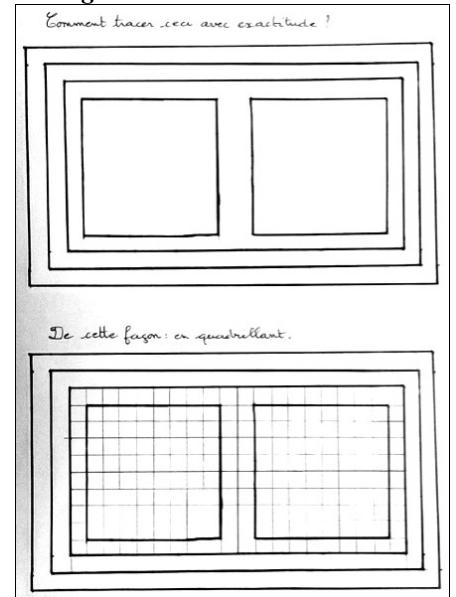 Comment tracer ceci avec exactitude ?
De cette façon : en quadrillant.